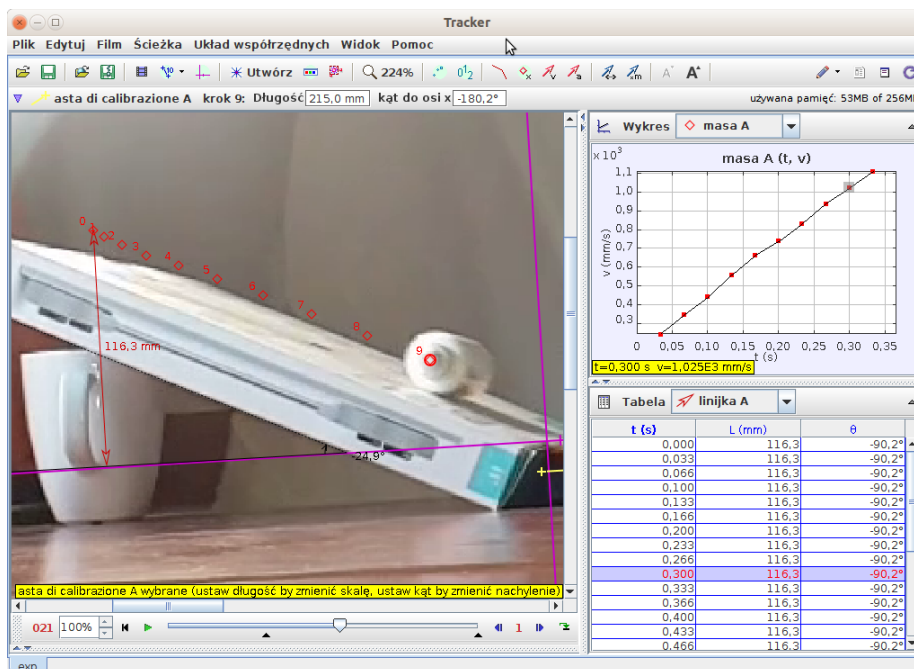 Tracker
Plik Edytuj Film Ścieżka Układ współrzędnych Widok Pomoc
Utwórz 224%
asta di calibrazione A krok 9: Długość 215,0 mm kąt do osi x -180,2° używana pamięć: 53MB of 256M
Wykres masa A
x 10³ masa A (t, v)
1,1
1,0
0,9
0,8
0,7
0,6
0,5
0,4
0,3
v (mm/s)
0 0,05 0,10 0,15 0,20 0,25 0,30 0,35
t (s)
t=0,300 s v=1,025E3 mm/s
0 1 2 3 4 5 6 7 8 9
116,3 mm
-24,9°
Tabela linijka A
t (s) L (mm) θ
0,000 116,3 -90,2°
0,033 116,3 -90,2°
0,066 116,3 -90,2°
0,100 116,3 -90,2°
0,133 116,3 -90,2°
0,166 116,3 -90,2°
0,200 116,3 -90,2°
0,233 116,3 -90,2°
0,266 116,3 -90,2°
0,300 116,3 -90,2°
0,333 116,3 -90,2°
0,366 116,3 -90,2°
0,400 116,3 -90,2°
0,433 116,3 -90,2°
0,466 116,3 -90,2°
asta di calibrazione A wybrane (ustaw długość by zmienić skalę, ustaw kąt by zmienić nachylenie)
021 100% 1
exp